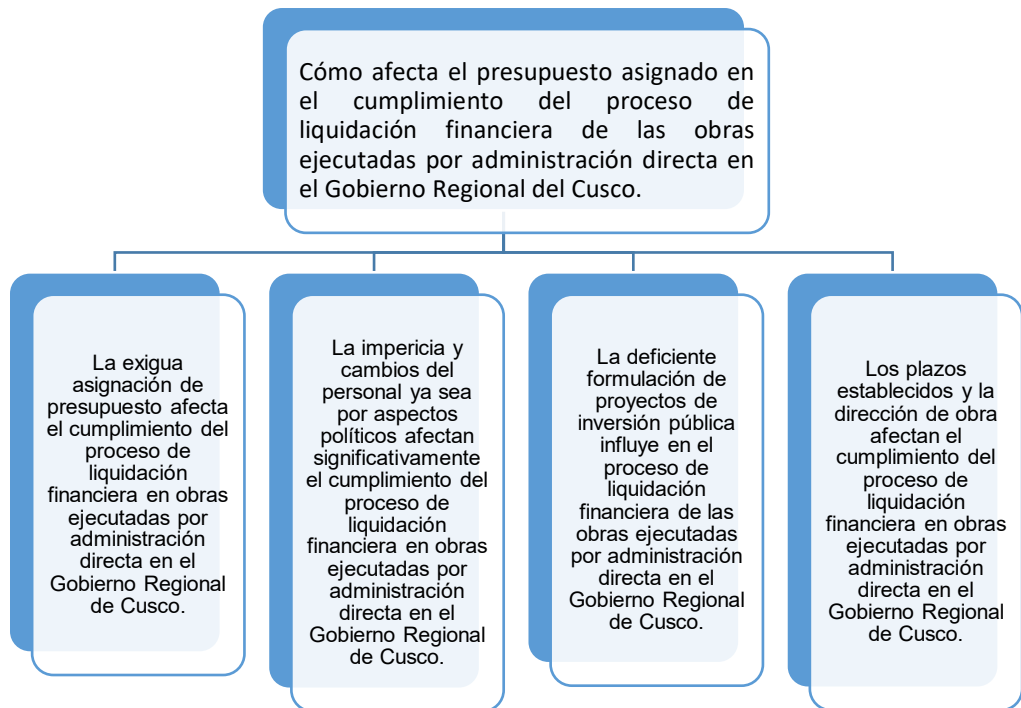 Cómo afecta el presupuesto asignado en
el cumplimiento del proceso de
liquidación financiera de las obras
ejecutadas por administración directa en
el Gobierno Regional del Cusco.
La exigua
asignación de
presupuesto afecta
el cumplimiento del
proceso de
liquidación
financiera en obras
ejecutadas por
administración
directa en el
Gobierno Regional
de Cusco.
La impericia y
cambios del
personal ya sea
por aspectos
políticos afectan
significativamente
el cumplimiento del
proceso de
liquidación
financiera en obras
ejecutadas por
administración
directa en el
Gobierno Regional
de Cusco.
La deficiente
formulación de
proyectos de
inversión pública
influye en el
proceso de
liquidación
financiera de las
obras ejecutadas
por administración
directa en el
Gobierno Regional
de Cusco.
Los plazos
establecidos y la
dirección de obra
afectan el
cumplimiento del
proceso de
liquidación
financiera en obras
ejecutadas por
administración
directa en el
Gobierno Regional
de Cusco.